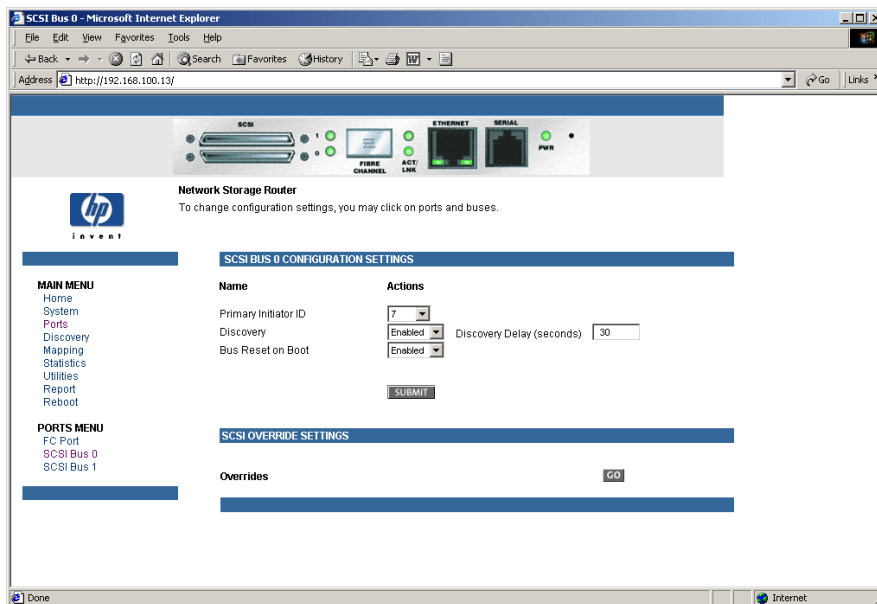 SCSI Bus 0 - Microsoft Internet Explorer
File Edit View Favorites Tools Help
Back Search Favorites History
Address http://192.168.100.13/ Go Links
SCSI ETHERNET SERIAL
1
0
FIBRE CHANNEL
ACT/ LNK
PWR
hp
invent
Network Storage Router
To change configuration settings, you may click on ports and buses.
MAIN MENU
Home
System
Ports
Discovery
Mapping
Statistics
Utilities
Report
Reboot
PORTS MENU
FC Port
SCSI Bus 0
SCSI Bus 1
SCSI BUS 0 CONFIGURATION SETTINGS
Name Actions
Primary Initiator ID 7
Discovery Enabled Discovery Delay (seconds) 30
Bus Reset on Boot Enabled
SUBMIT
SCSI OVERRIDE SETTINGS
Overrides GO
Done Internet